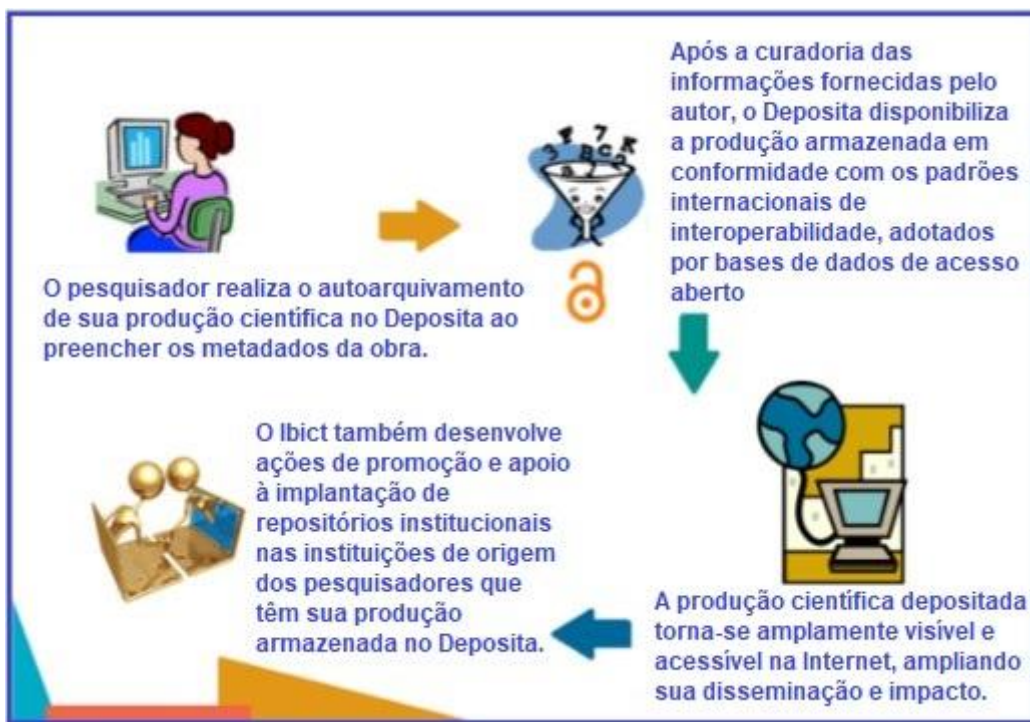 O pesquisador realiza o autoarquivamento
de sua produção científica no Deposita ao
preencher os metadados da obra.
Após a curadoria das
informações fornecidas pelo
autor, o Deposita disponibiliza
a produção armazenada em
conformidade com os padrões
internacionais de
interoperabilidade, adotados
por bases de dados de acesso
aberto
A produção científica depositada
torna-se amplamente visível e
acessível na Internet, ampliando
sua disseminação e impacto.
O Ibict também desenvolve
ações de promoção e apoio
à implantação de
repositórios institucionais
nas instituições de origem
dos pesquisadores que
têm sua produção
armazenada no Deposita.